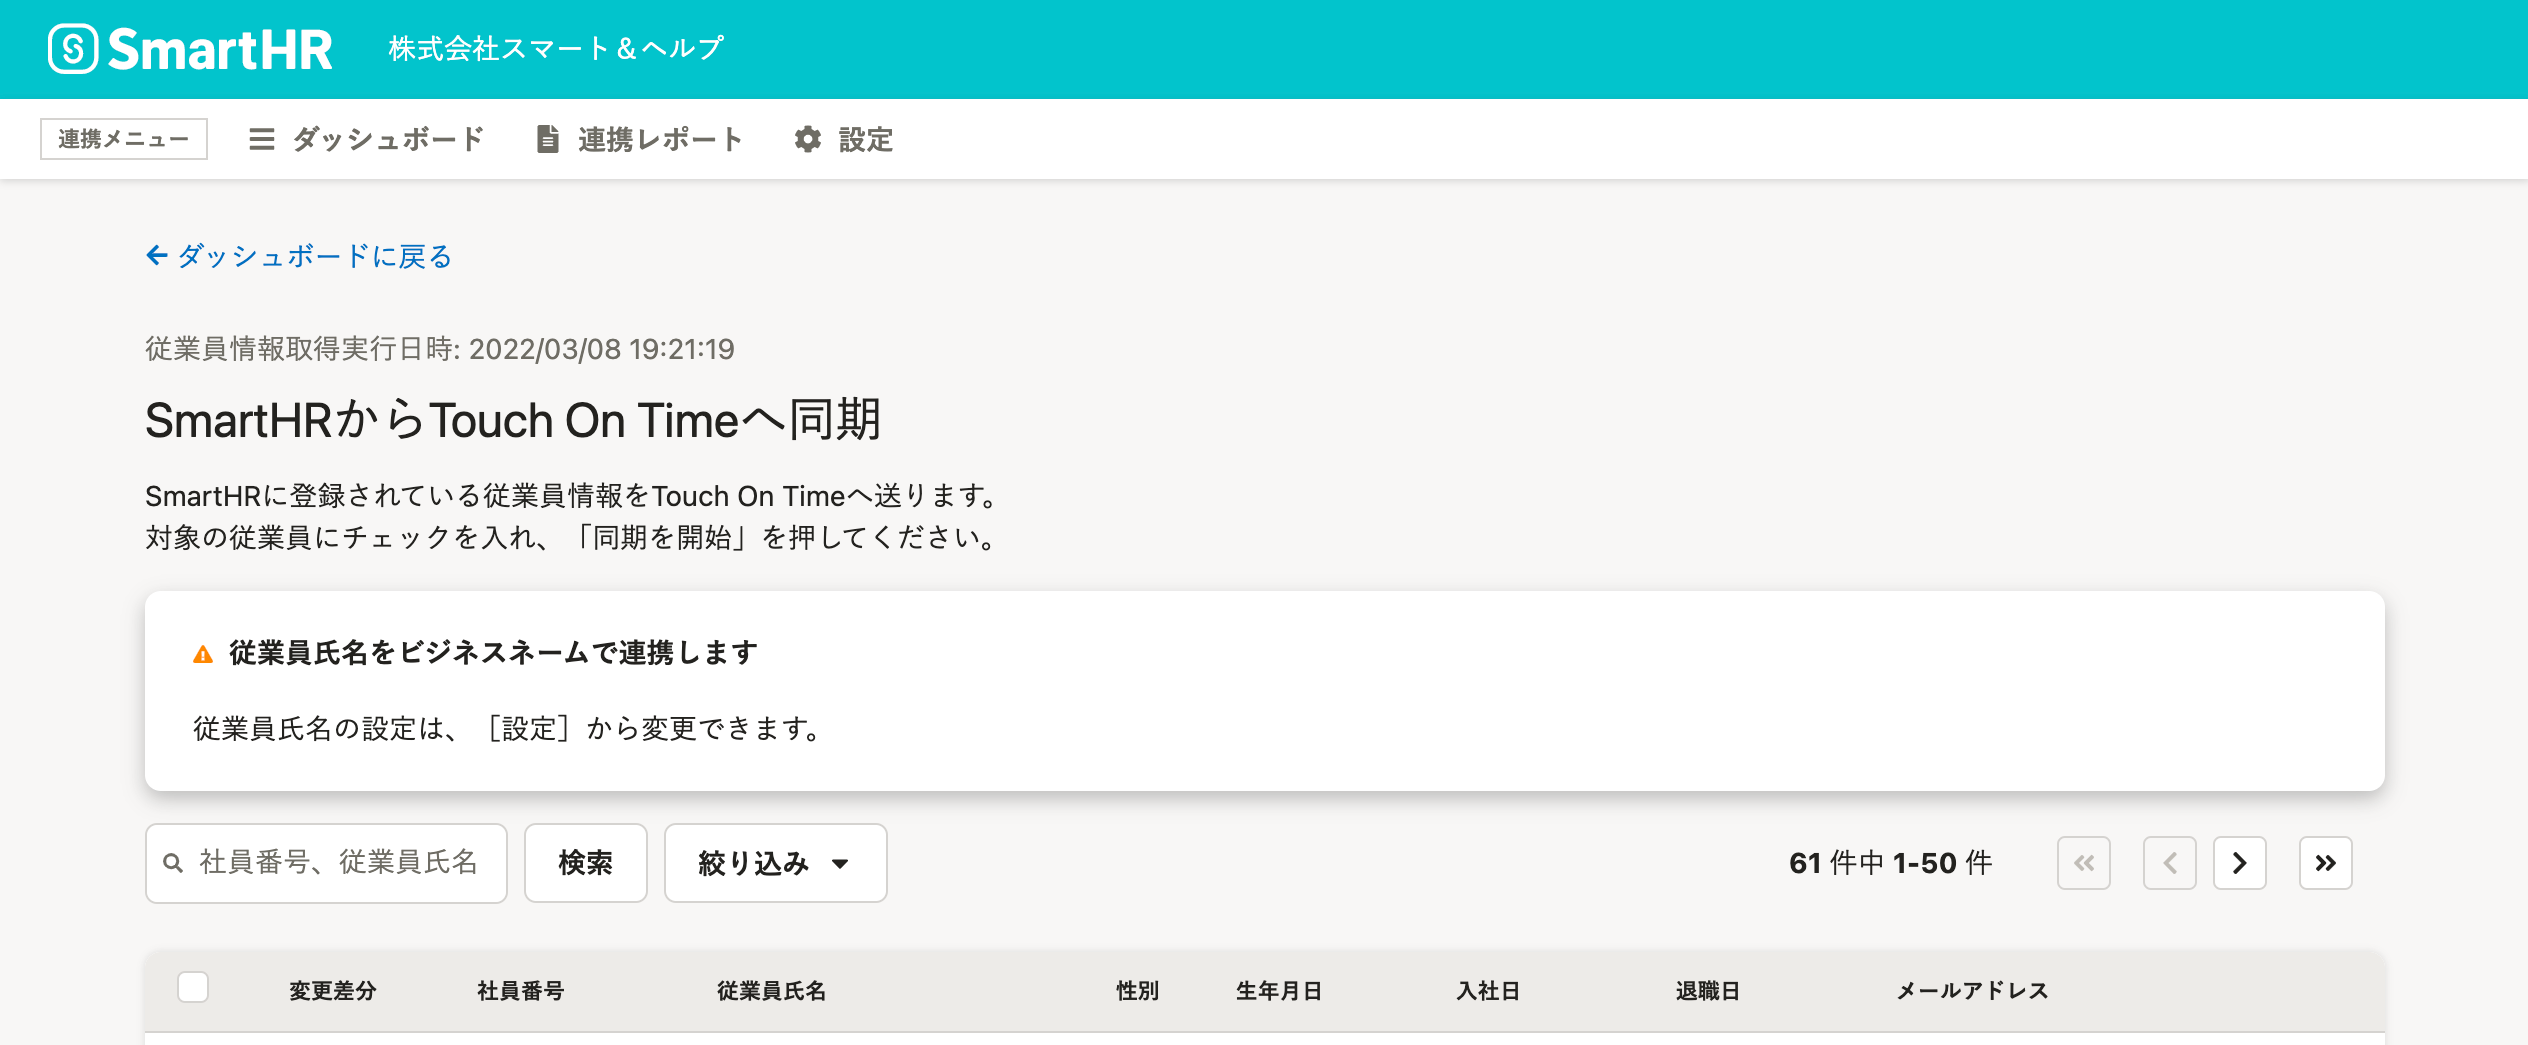 SmartHR 株式会社スマート＆ヘルプ
連携メニュー ダッシュボード 連携レポート 設定
ダッシュボードに戻る
従業員情報取得実行日時: 2022/03/08 19:21:19
SmartHRからTouch On Timeへ同期
SmartHRに登録されている従業員情報をTouch On Timeへ送ります。
対象の従業員にチェックを入れ、「同期を開始」を押してください。
従業員氏名をビジネスネームで連携します
従業員氏名の設定は、［設定］から変更できます。
社員番号、従業員氏名 検索 絞り込み 61 件中 1-50 件
変更差分 社員番号 従業員氏名 性別 生年月日 入社日 退職日 メールアドレス